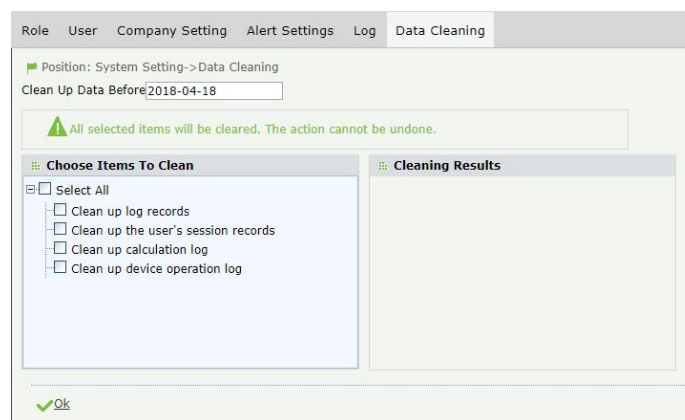 Role User Company Setting Alert Settings Log Data Cleaning
Position: System Setting->Data Cleaning
Clean Up Data Before 2018-04-18
All selected items will be cleared. The action cannot be undone.
Choose Items To Clean
Select All
Clean up log records
Clean up the user's session records
Clean up calculation log
Clean up device operation log
Cleaning Results
Ok